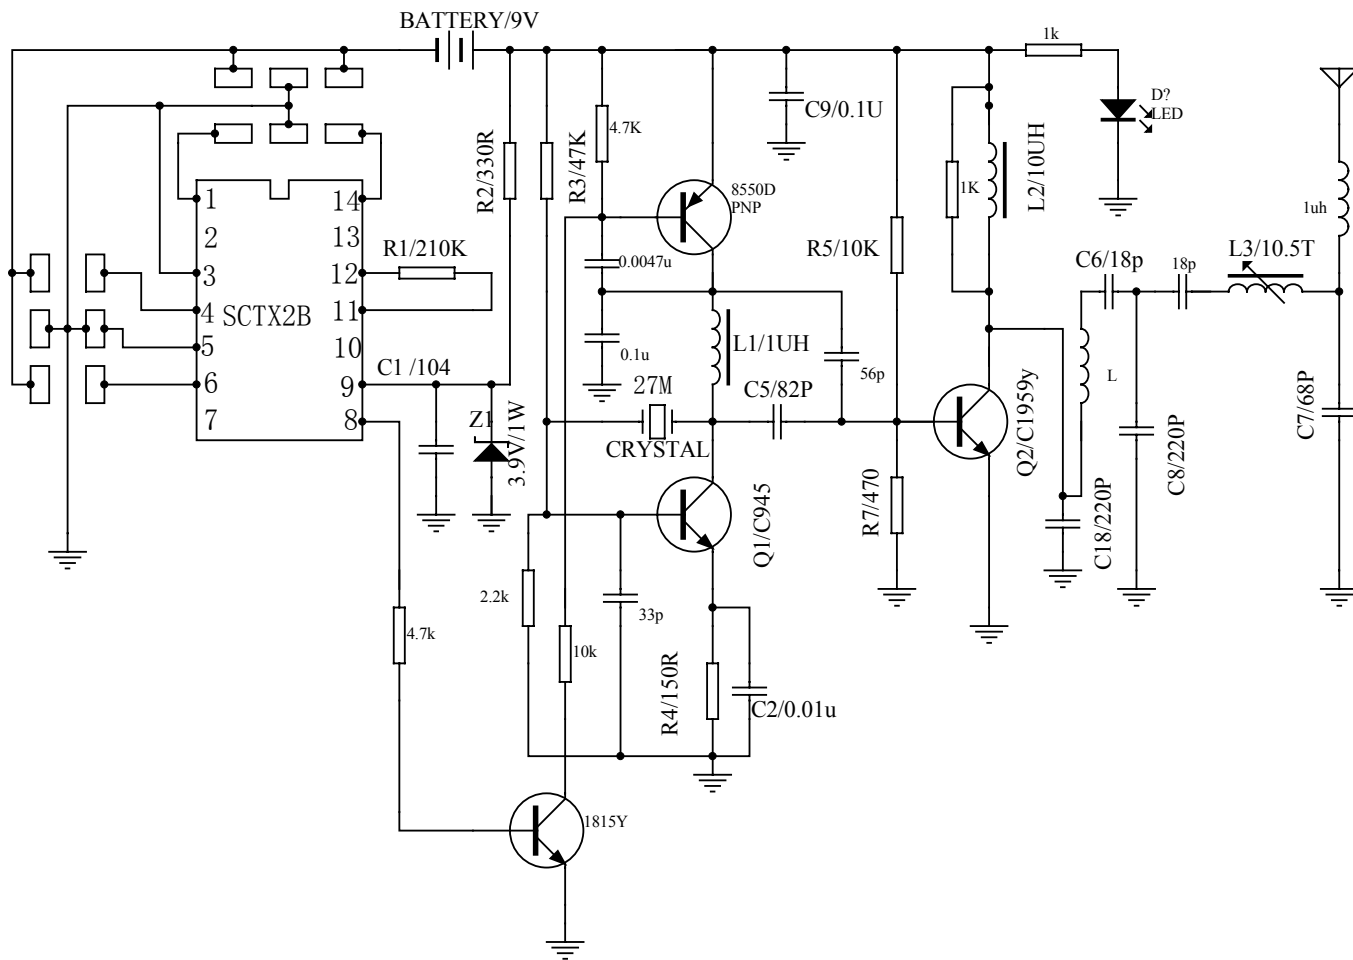 BATTERY/9V
1k
D?
LED
C9/0.1U
4.7K
R2/330R
R3/47K
8550D
PNP
1K
L2/10UH
1uh
1
14
2
13
3
12
4
11
5
10
6
9
7
8
SCTX2B
R1/210K
R5/10K
C6/18p
18p
L3/10.5T
0.0047u
0.1u
L1/1UH
56p
C1 /104
27M
CRYSTAL
C5/82P
L
Z1
3.9V/1W
Q2/C1959y
C8/220P
C7/68P
Q1/C945
R7/470
C18/220P
2.2k
33p
4.7k
10k
R4/150R
C2/0.01u
1815Y